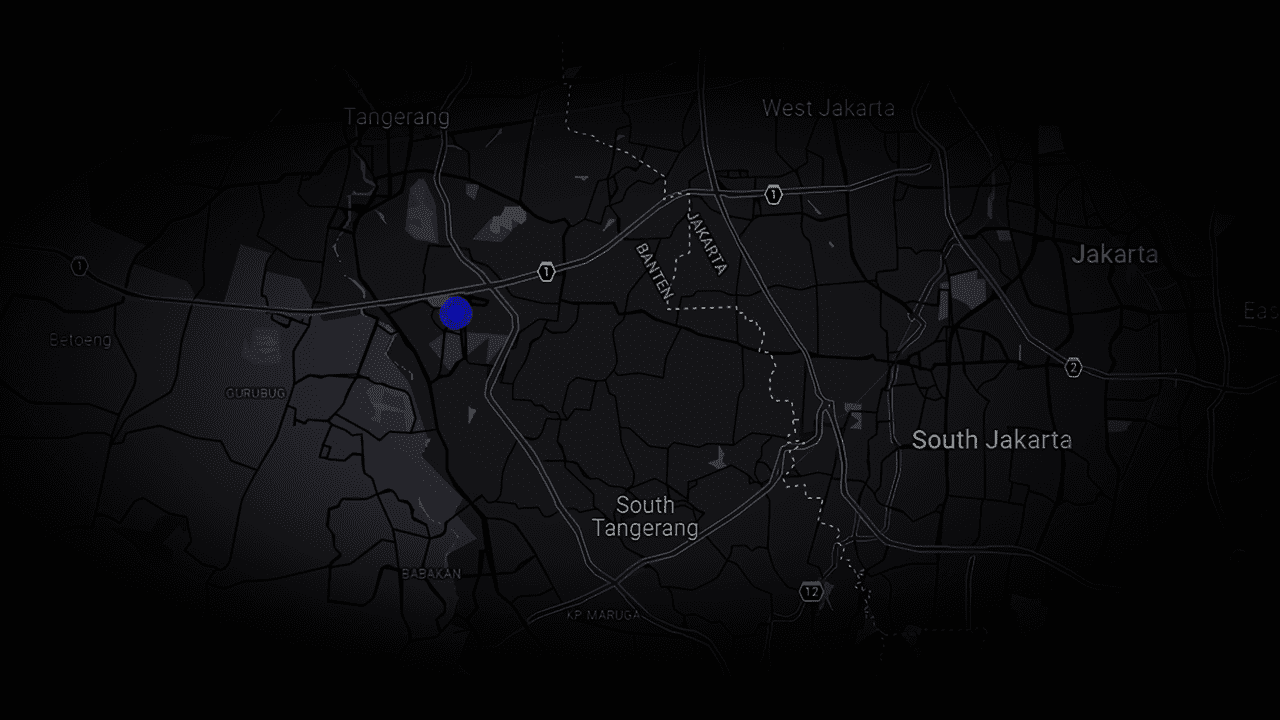 Tangerang
West Jakarta
1
JAKARTA
BANTEN
Jakarta
1
1
Eas
Betoeng
2
GURUBUG
South Jakarta
South
Tangerang
BABAKAN
12
KP MARUGA